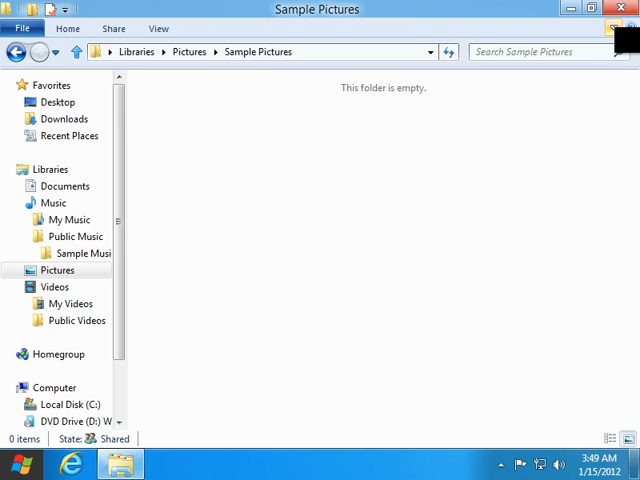 Sample Pictures
File Home Share View
Libraries Pictures Sample Pictures
Search Sample Pictures
Favorites
This folder is empty.
Desktop
Downloads
Recent Places
Libraries
Documents
Music
My Music
Public Music
Sample Musi
Pictures
Videos
My Videos
Public Videos
Homegroup
Computer
Local Disk (C:)
DVD Drive (D:) W
0 items State: Shared
3:49 AM
1/15/2012